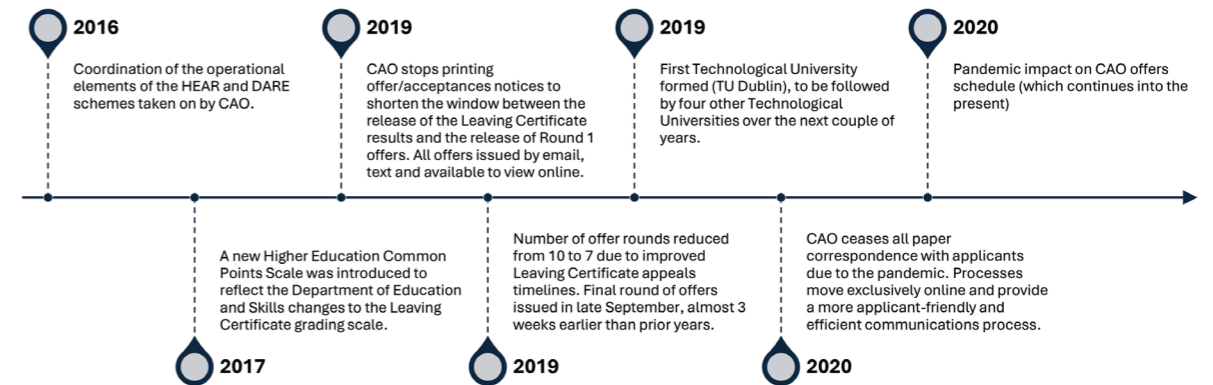 2016
Coordination of the operational
elements of the HEAR and DARE
schemes taken on by CAO.
2019
CAO stops printing
offer/acceptances notices to
shorten the window between the
release of the Leaving Certificate
results and the release of Round 1
offers. All offers issued by email,
text and available to view online.
2019
First Technological University
formed (TU Dublin), to be followed
by four other Technological
Universities over the next couple of
years.
2020
Pandemic impact on CAO offers
schedule (which continues into the
present)
A new Higher Education Common
Points Scale was introduced to
reflect the Department of Education
and Skills changes to the Leaving
Certificate grading scale.
2017
Number of offer rounds reduced
from 10 to 7 due to improved
Leaving Certificate appeals
timelines. Final round of offers
issued in late September, almost 3
weeks earlier than prior years.
2019
CAO ceases all paper
correspondence with applicants
due to the pandemic. Processes
move exclusively online and provide
a more applicant-friendly and
efficient communications process.
2020